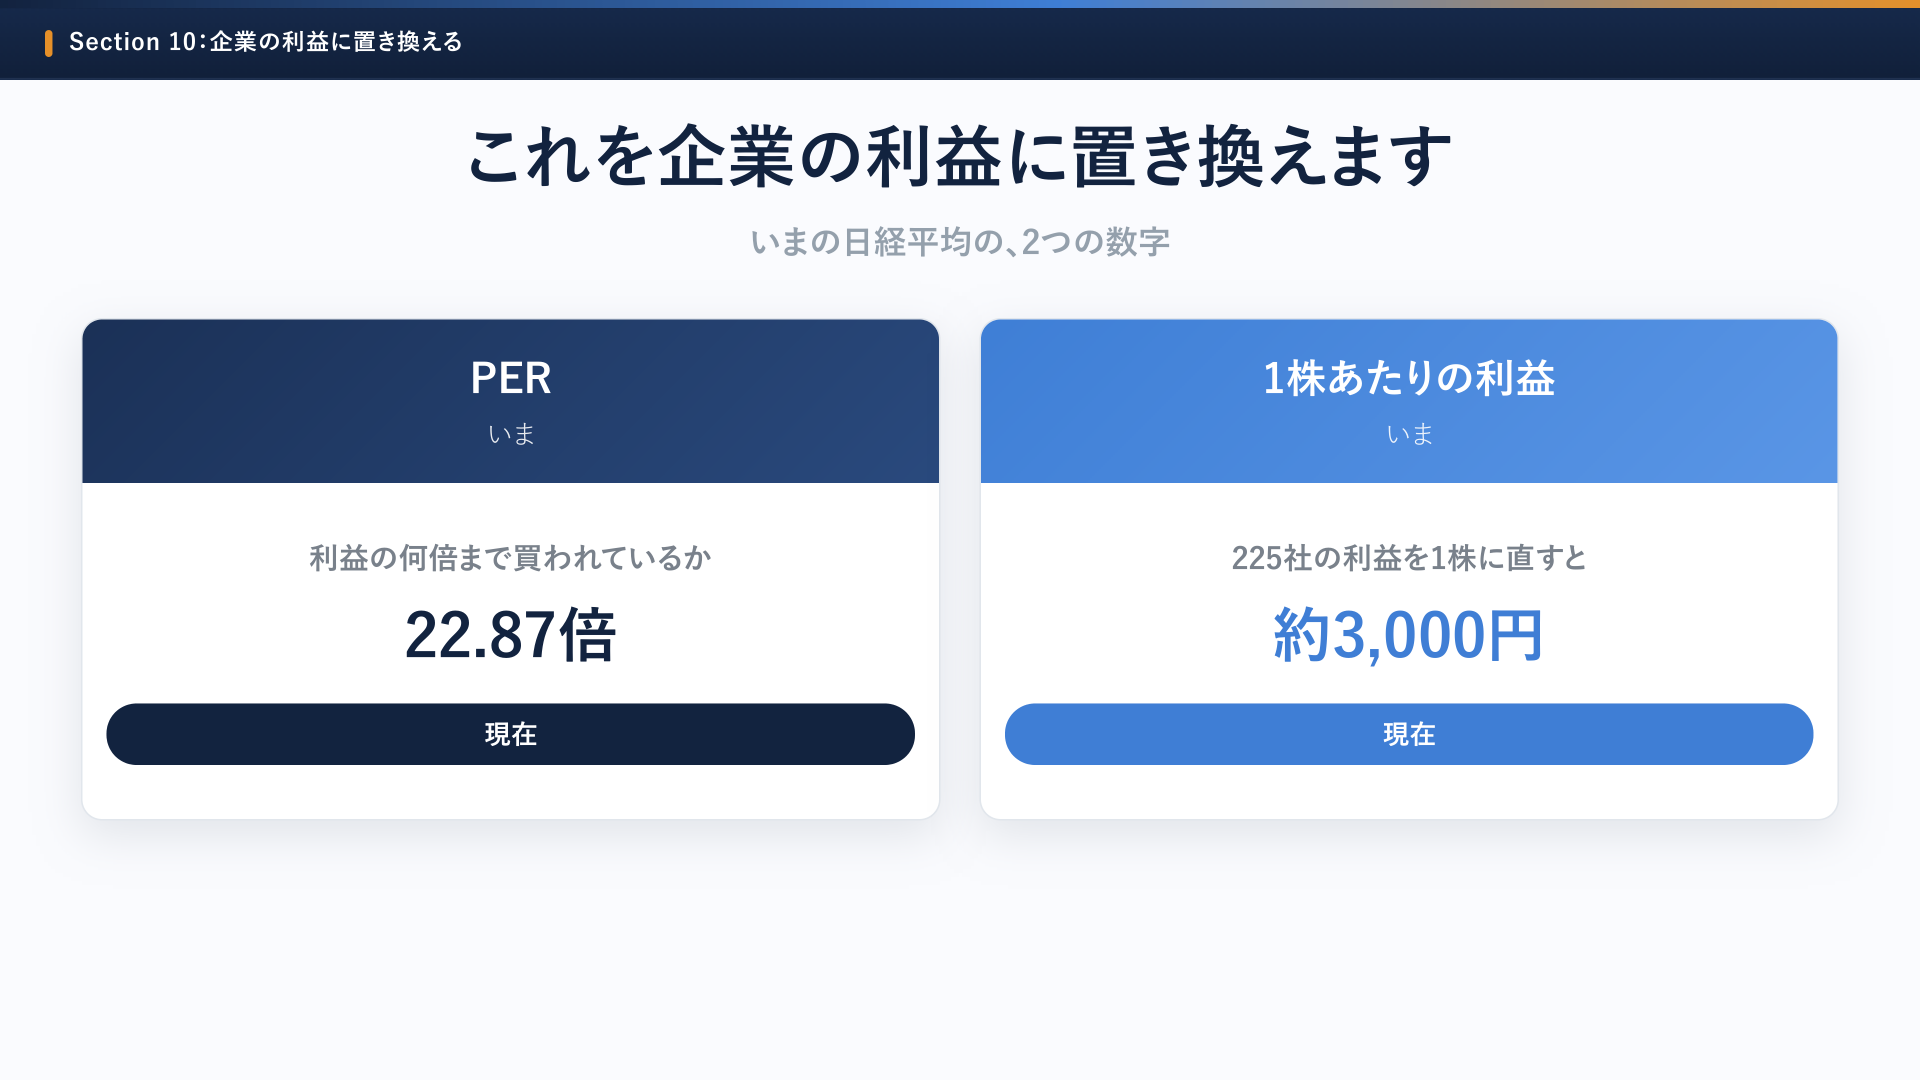 Section 10：企業の利益に置き換える
これを企業の利益に置き換えます
いまの日経平均の、2つの数字
PER
いま
利益の何倍まで買われているか
22.87倍
現在
1株あたりの利益
いま
225社の利益を1株に直すと
約3,000円
現在